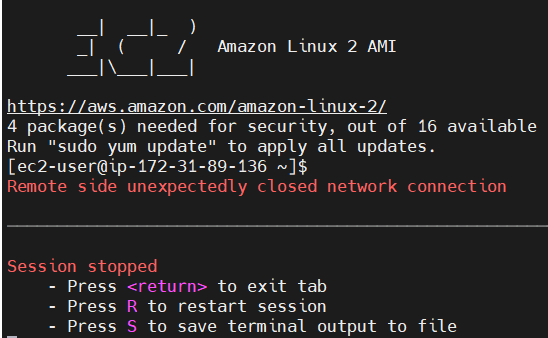 __|  __|_  )
_|  (     /   Amazon Linux 2 AMI
___|\___|___|
https://aws.amazon.com/amazon-linux-2/
4 package(s) needed for security, out of 16 available
Run "sudo yum update" to apply all updates.
[ec2-user@ip-172-31-89-136 ~]$
Remote side unexpectedly closed network connection
Session stopped
- Press <return> to exit tab
- Press R to restart session
- Press S to save terminal output to file